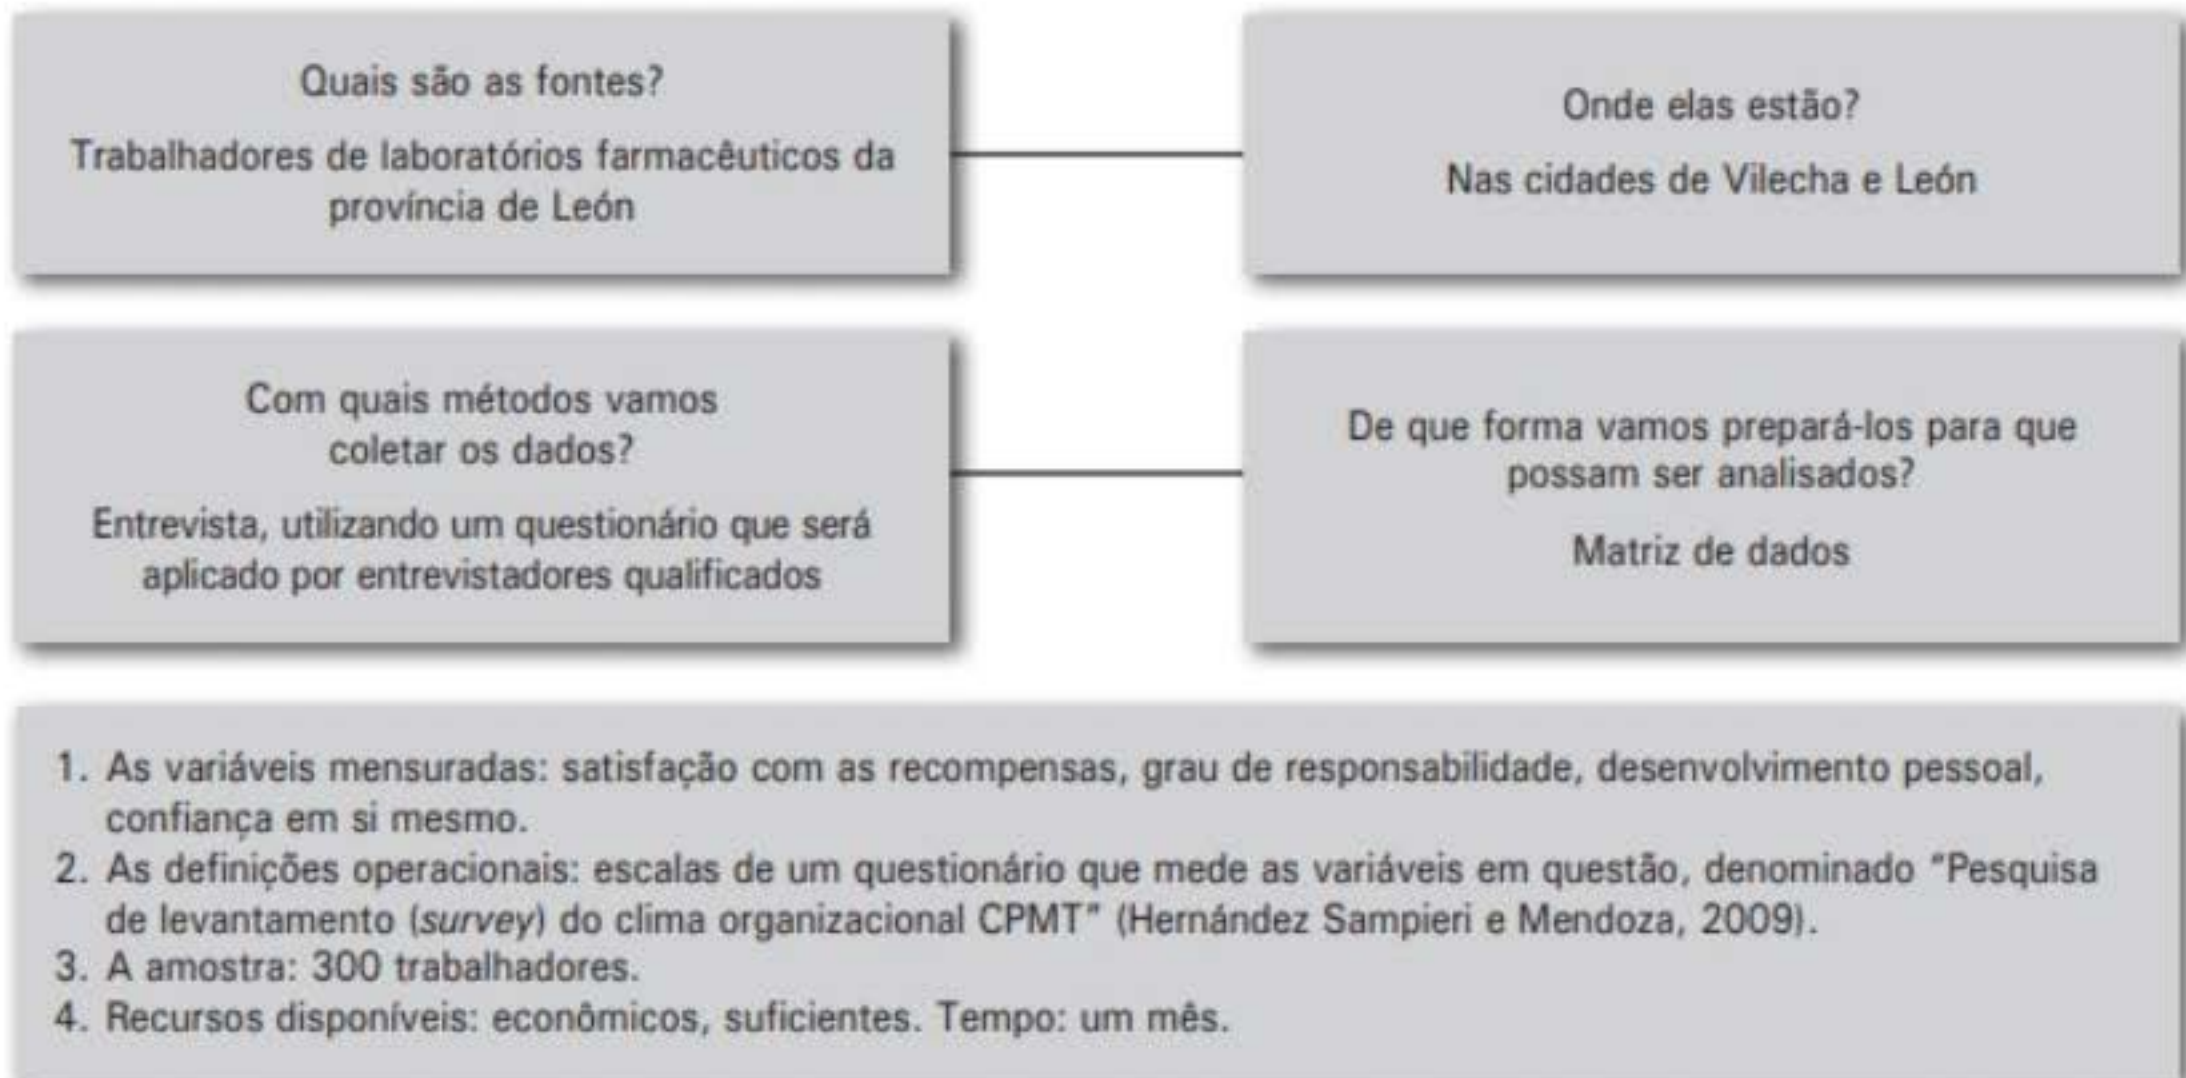 Quais são as fontes?
Trabalhadores de laboratórios farmacêuticos da
província de León
Onde elas estão?
Nas cidades de Vilecha e León
Com quais métodos vamos
coletar os dados?
Entrevista, utilizando um questionário que será
aplicado por entrevistadores qualificados
De que forma vamos prepará-los para que
possam ser analisados?
Matriz de dados
1. As variáveis mensuradas: satisfação com as recompensas, grau de responsabilidade, desenvolvimento pessoal,
confiança em si mesmo.
2. As definições operacionais: escalas de um questionário que mede as variáveis em questão, denominado "Pesquisa
de levantamento (survey) do clima organizacional CPMT" (Hernández Sampieri e Mendoza, 2009).
3. A amostra: 300 trabalhadores.
4. Recursos disponíveis: econômicos, suficientes. Tempo: um mês.